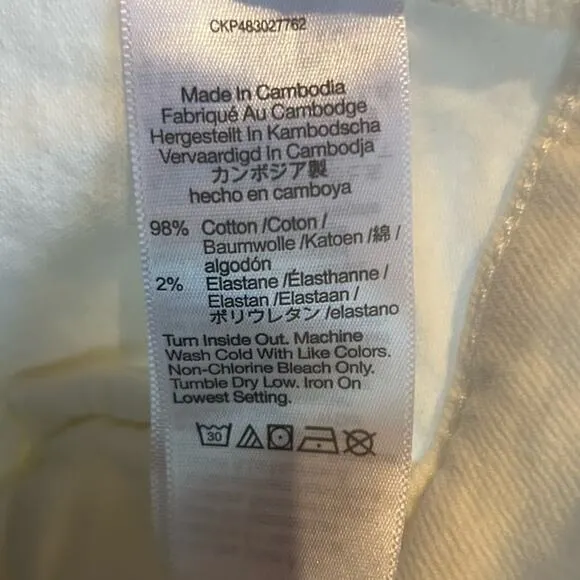 CKP483027762
Made In Cambodia
Fabriqué Au Cambodge
Hergestellt In Kambodscha
Vervaardigd In Cambodja
カンボジア製
hecho en camboya
98% Cotton /Coton /
Baumwolle /Katoen /綿 /
algodón
2% Elastane /Élasthanne /
Elastan /Elastaan /
ポリウレタン /elastano
Turn Inside Out. Machine
Wash Cold With Like Colors.
Non-Chlorine Bleach Only.
Tumble Dry Low. Iron On
Lowest Setting.
30